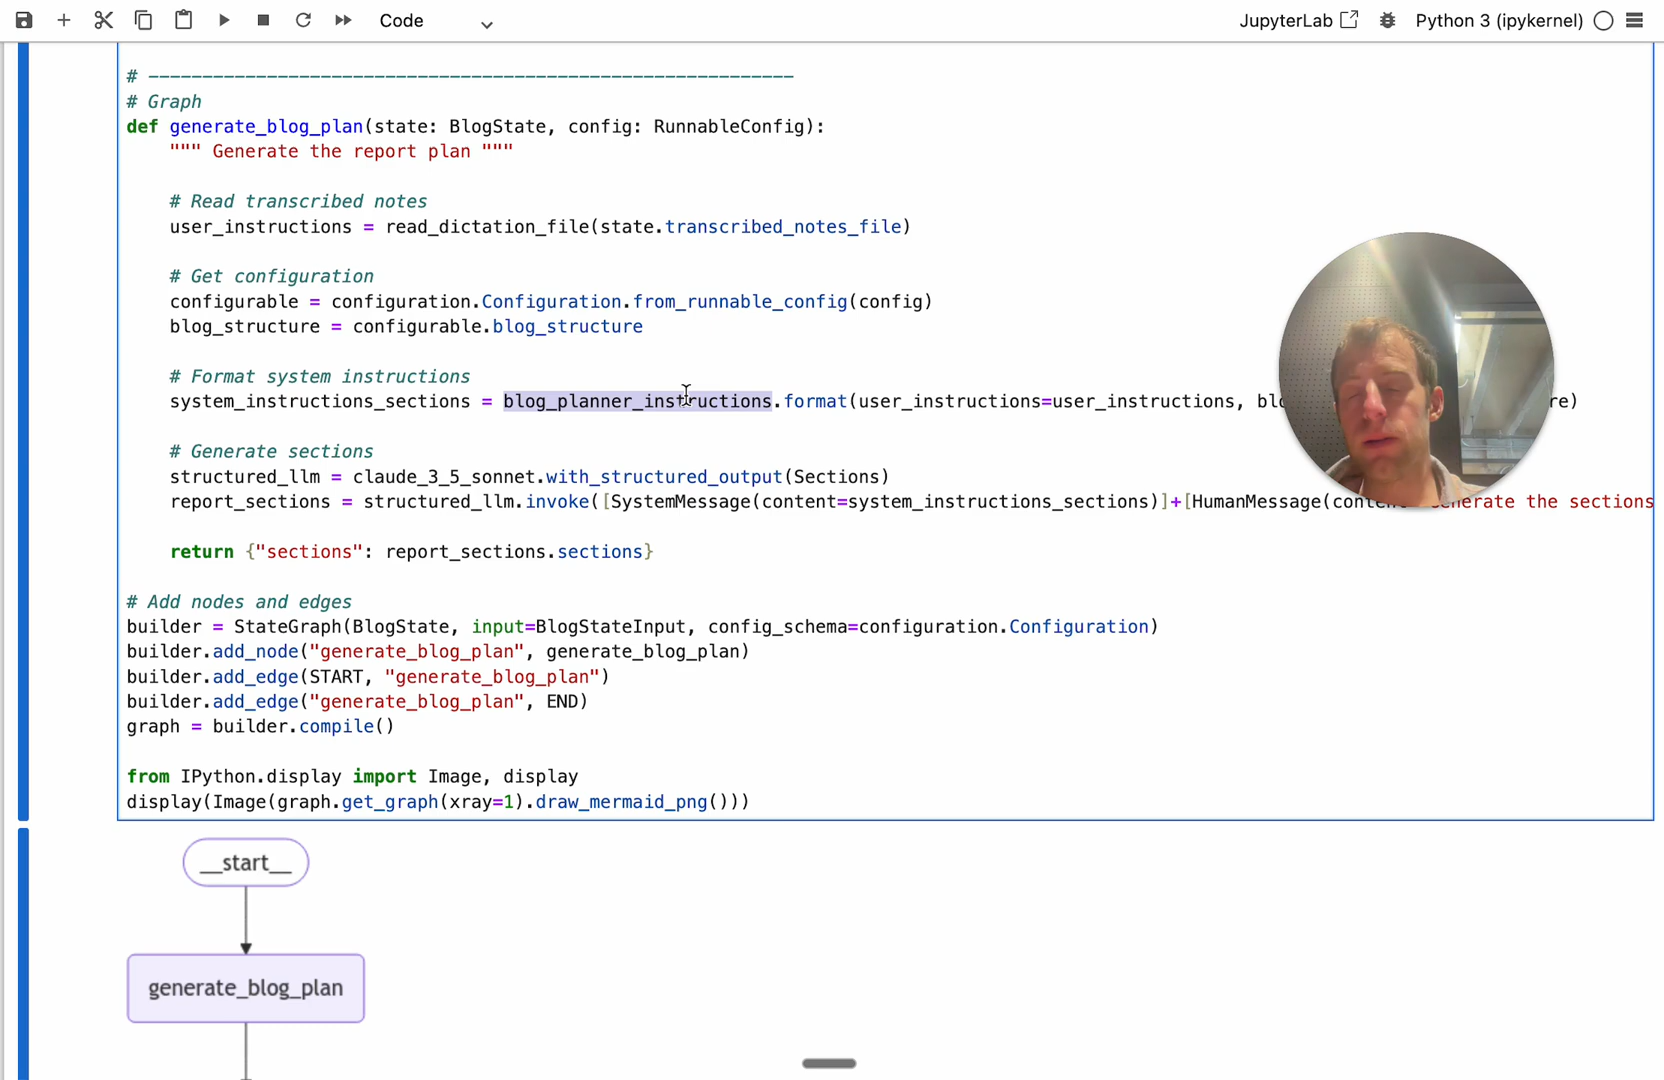 Code
JupyterLab
Python 3 (ipykernel)
# ------------------------------------------------------------
# Graph
def generate_blog_plan(state: BlogState, config: RunnableConfig):
""" Generate the report plan """
# Read transcribed notes
user_instructions = read_dictation_file(state.transcribed_notes_file)
# Get configuration
configurable = configuration.Configuration.from_runnable_config(config)
blog_structure = configurable.blog_structure
# Format system instructions
system_instructions_sections = blog_planner_instructions.format(user_instructions=user_instructions, re)
# Generate sections
structured_llm = claude_3_5_sonnet.with_structured_output(Sections)
report_sections = structured_llm.invoke([SystemMessage(content=system_instructions_sections)]+[HumanMessage( the sections
return {"sections": report_sections.sections}
# Add nodes and edges
builder = StateGraph(BlogState, input=BlogStateInput, config_schema=configuration.Configuration)
builder.add_node("generate_blog_plan", generate_blog_plan)
builder.add_edge(START, "generate_blog_plan")
builder.add_edge("generate_blog_plan", END)
graph = builder.compile()
from IPython.display import Image, display
display(Image(graph.get_graph(xray=1).draw_mermaid_png()))
__start__
generate_blog_plan